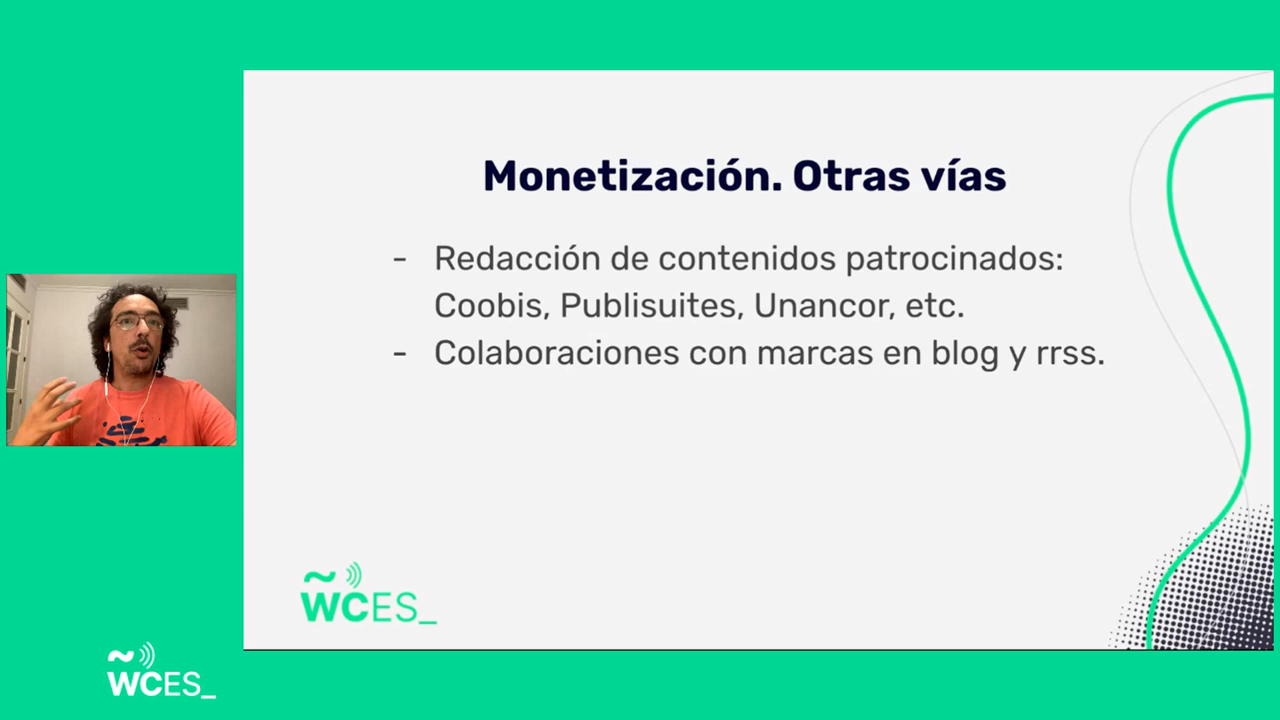 Monetización. Otras vías
- Redacción de contenidos patrocinados:
Coobis, Publisuites, Unancor, etc.
- Colaboraciones con marcas en blog y rrss.
~ WCES_
~ WCES_